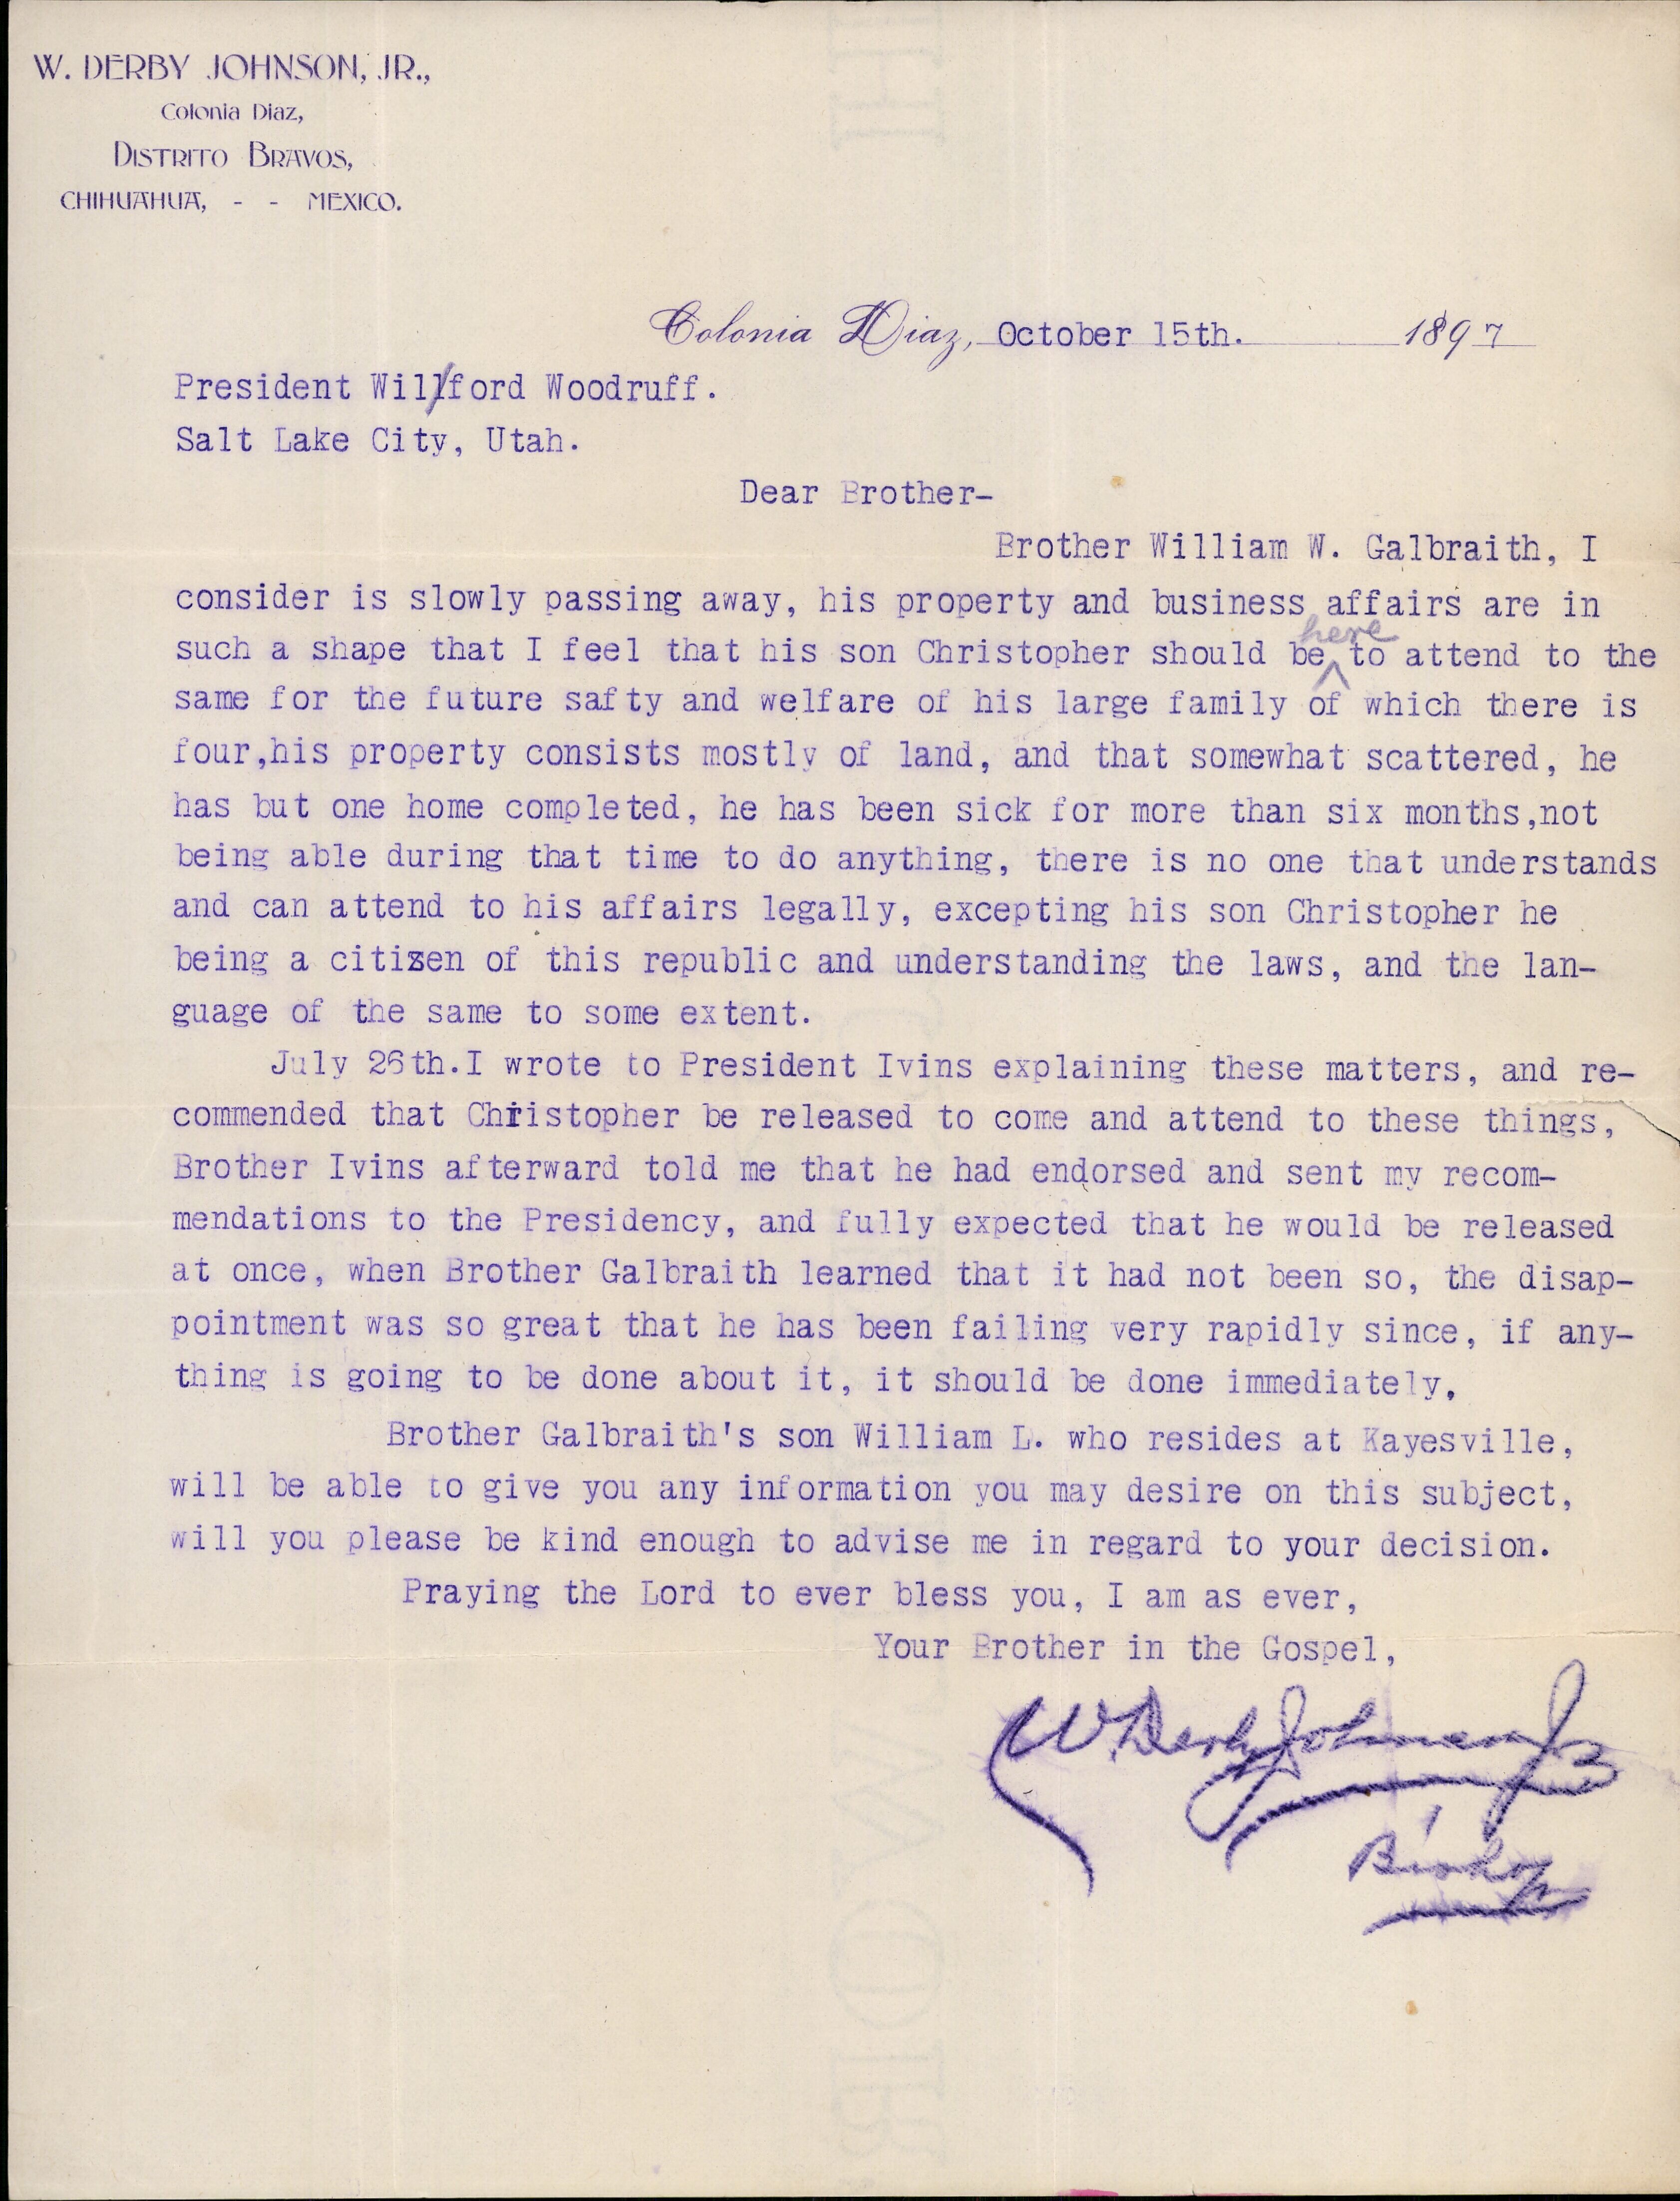 W. DERBY JOHNSON, JR.,
Colonia Diaz,
DISTRITO BRAVOS,
CHIHUAHUA, - - MEXICO.
Colonia Diaz, October 15th. 1897
President Willford Woodruff.
Salt Lake City, Utah.
Dear Brother-
Brother William W. Galbraith, I
consider is slowly passing away, his property and business affairs are in
such a shape that I feel that his son Christopher should be here to attend to the
same for the future safty and welfare of his large family of which there is
four,his property consists mostly of land, and that somewhat scattered, he
has but one home completed, he has been sick for more than six months,not
being able during that time to do anything, there is no one that understands
and can attend to his affairs legally, excepting his son Christopher he
being a citizen of this republic and understanding the laws, and the lan-
guage of the same to some extent.
July 26th.I wrote to President Ivins explaining these matters, and re-
commended that Christopher be released to come and attend to these things,
Brother Ivins afterward told me that he had endorsed and sent my recom-
mendations to the Presidency, and fully expected that he would be released
at once, when Brother Galbraith learned that it had not been so, the disap-
pointment was so great that he has been failing very rapidly since, if any-
thing is going to be done about it, it should be done immediately.
Brother Galbraith's son William L. who resides at Kayesville,
will be able to give you any information you may desire on this subject,
will you please be kind enough to advise me in regard to your decision.
Praying the Lord to ever bless you, I am as ever,
Your Brother in the Gospel,
W. Derby Johnson Jr
Bishop